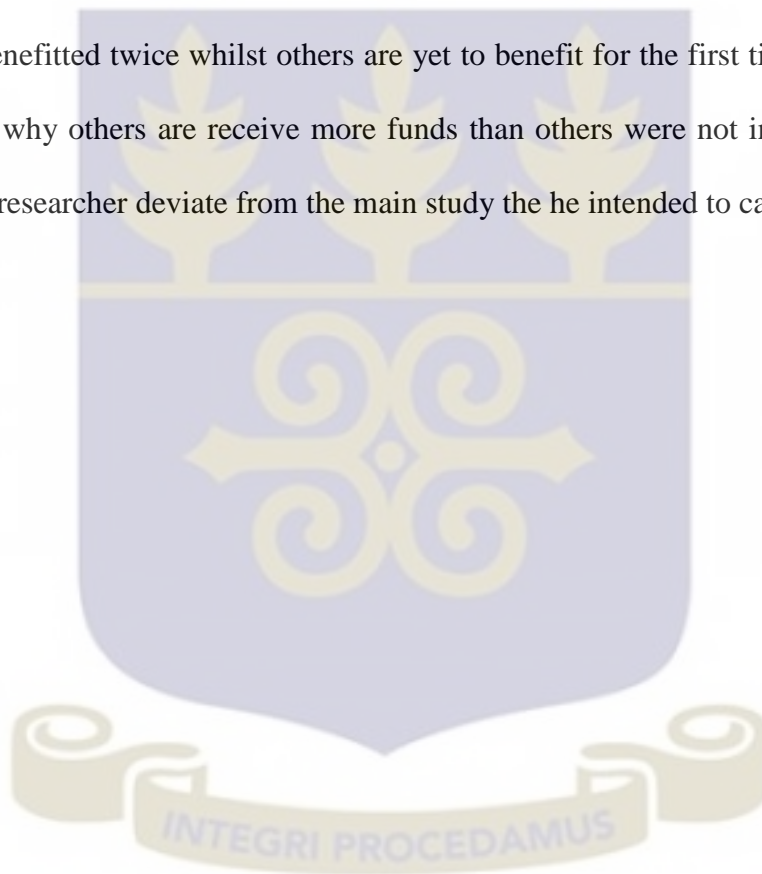 enefitted twice whilst others are yet to benefit for the first ti
why others are receive more funds than others were not in
researcher deviate from the main study the he intended to ca
INTEGRI PROCEDAMUS